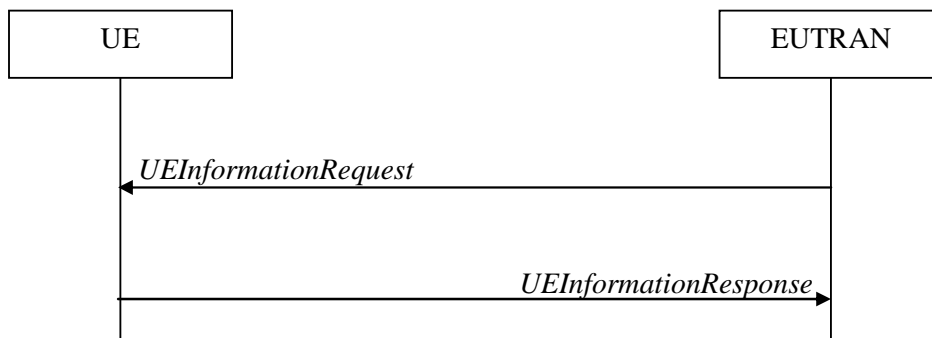 UE
EUTRAN
UEInformationRequest
UEInformationResponse